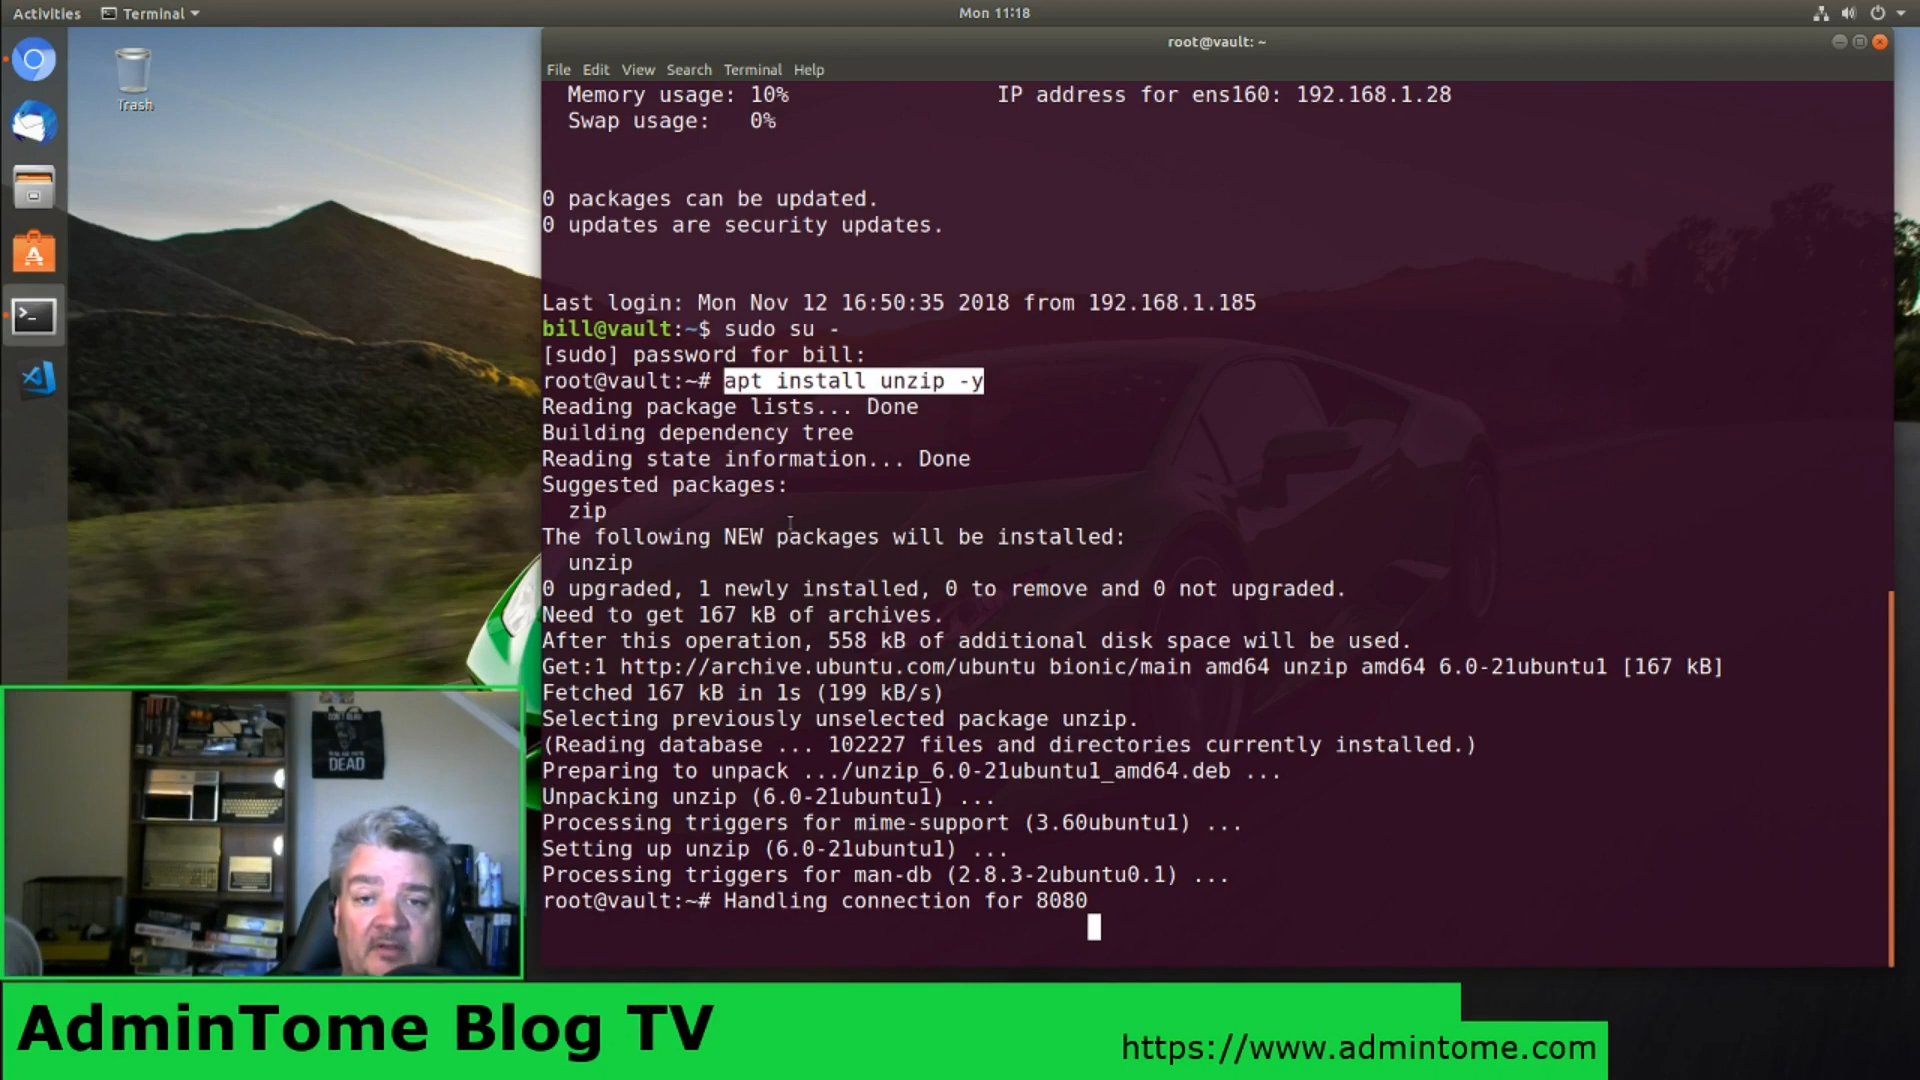 Activities
Terminal
Mon 11:18
Trash
root@vault: ~
File Edit View Search Terminal Help
Memory usage: 10% IP address for ens160: 192.168.1.28
Swap usage: 0%
0 packages can be updated.
0 updates are security updates.
Last login: Mon Nov 12 16:50:35 2018 from 192.168.1.185
bill@vault:~$ sudo su -
[sudo] password for bill:
root@vault:~# apt install unzip -y
Reading package lists... Done
Building dependency tree
Reading state information... Done
Suggested packages:
zip
The following NEW packages will be installed:
unzip
0 upgraded, 1 newly installed, 0 to remove and 0 not upgraded.
Need to get 167 kB of archives.
After this operation, 558 kB of additional disk space will be used.
Get:1 http://archive.ubuntu.com/ubuntu bionic/main amd64 unzip amd64 6.0-21ubuntu1 [167 kB]
Fetched 167 kB in 1s (199 kB/s)
Selecting previously unselected package unzip.
(Reading database ... 102227 files and directories currently installed.)
Preparing to unpack .../unzip_6.0-21ubuntu1_amd64.deb ...
Unpacking unzip (6.0-21ubuntu1) ...
Processing triggers for mime-support (3.60ubuntu1) ...
Setting up unzip (6.0-21ubuntu1) ...
Processing triggers for man-db (2.8.3-2ubuntu0.1) ...
root@vault:~# Handling connection for 8080
DEAD
AdminTome Blog TV
https://www.admintome.com